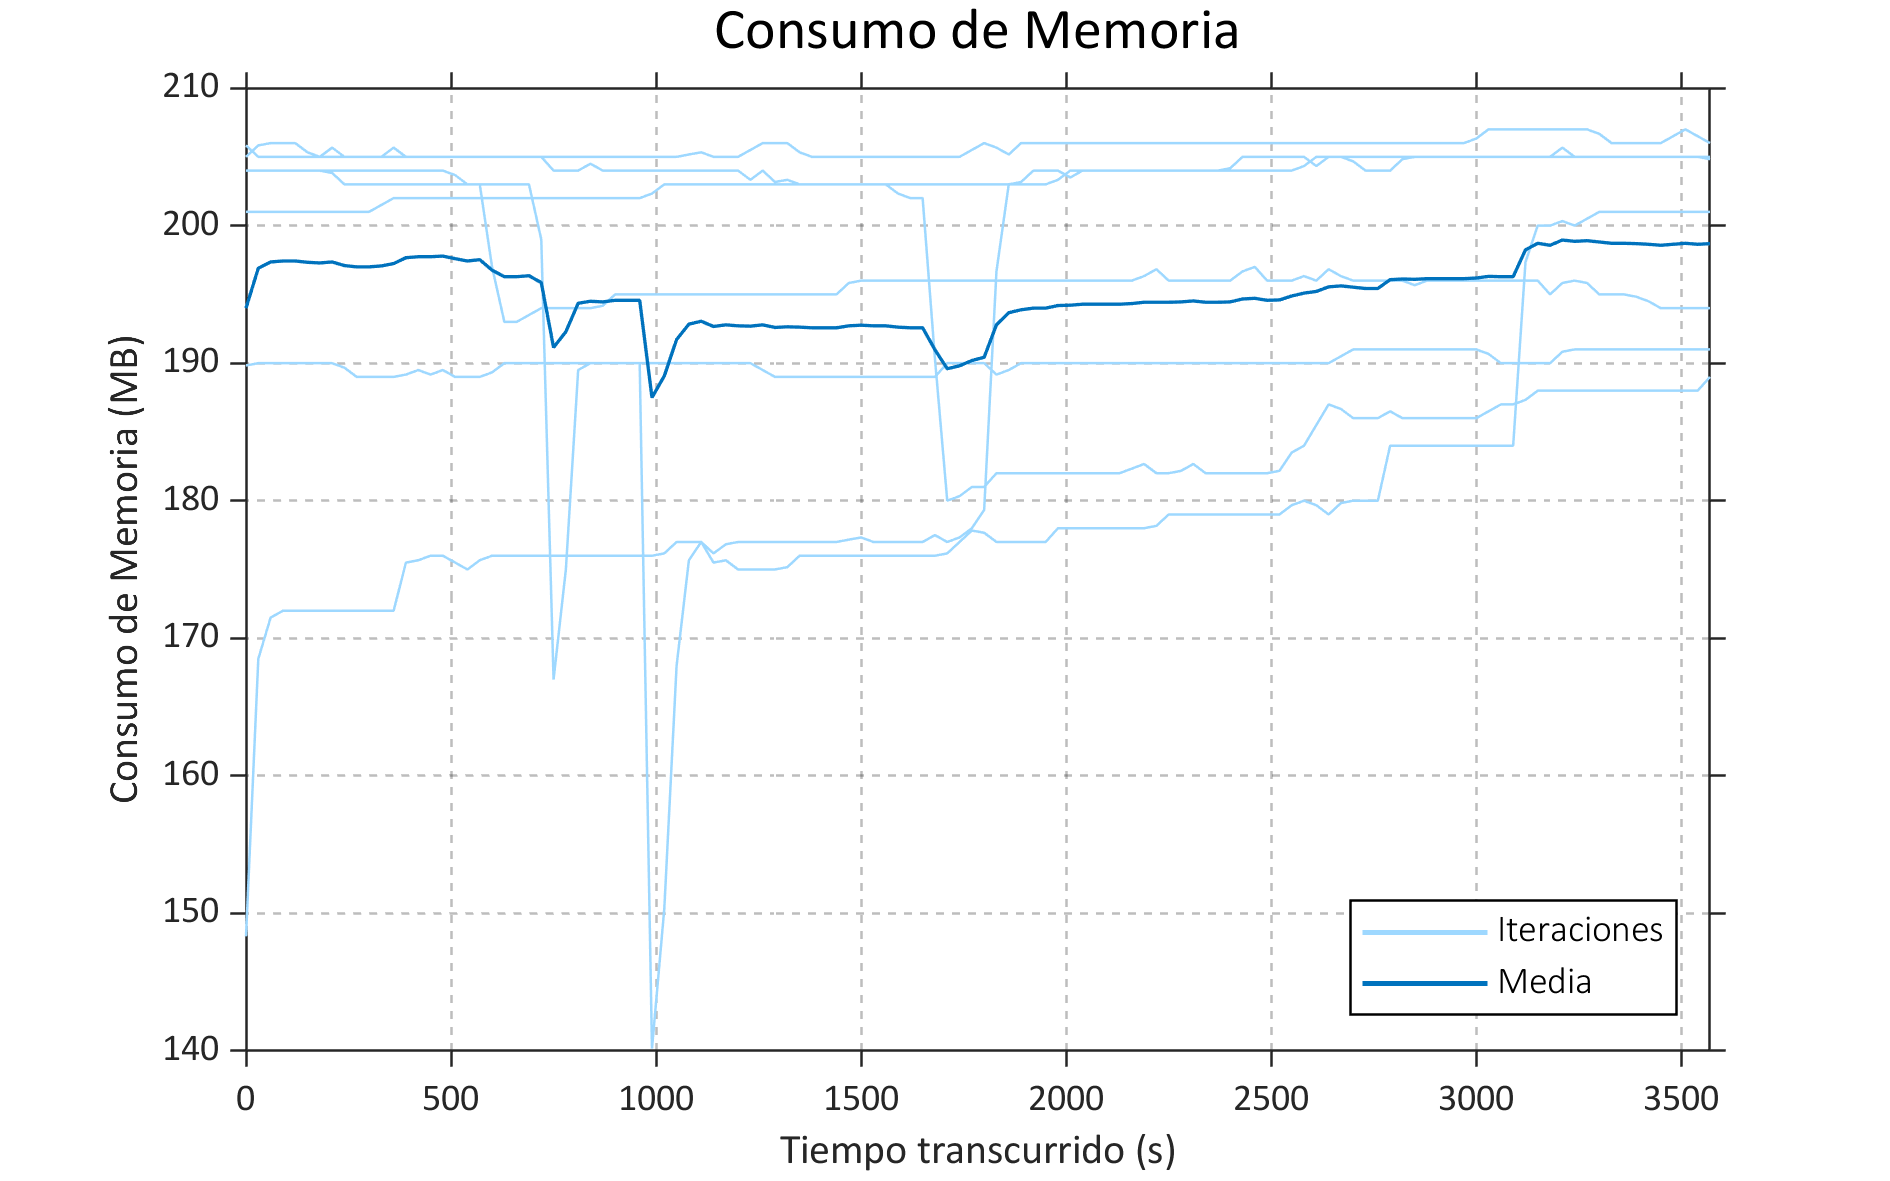 Consumo de Memoria
210
200
190
180
170
160
150
140
Consumo de Memoria (MB)
0 500 1000 1500 2000 2500 3000 3500
Tiempo transcurrido (s)
Iteraciones
Media